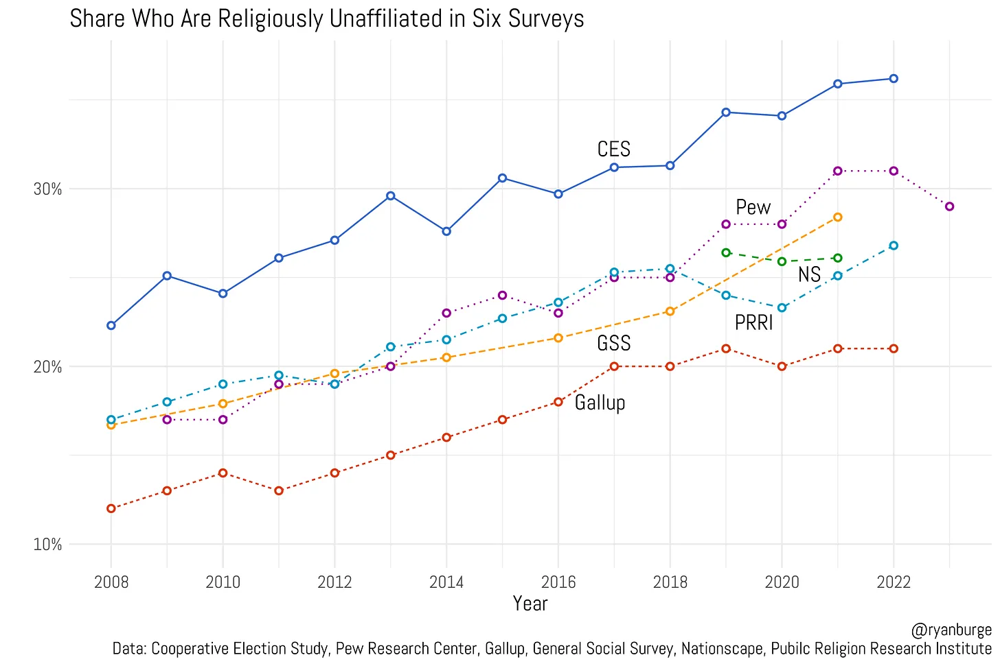 Share Who Are Religiously Unaffiliated in Six Surveys
CES
30%
Pew
NS
PRRI
GSS
20%
Gallup
10%
2008 2010 2012 2014 2016 2018 2020 2022
Year
@ryanburge
Data: Cooperative Election Study, Pew Research Center, Gallup, General Social Survey, Nationscape, Pubilc Religion Research Institute